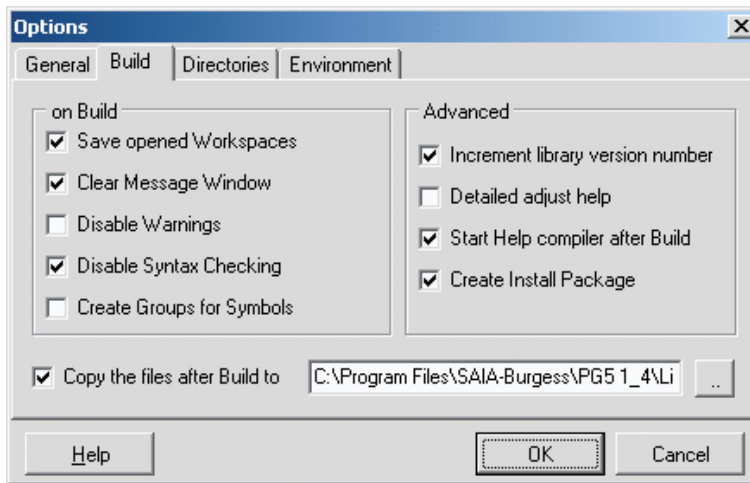 Options
General Build Directories Environment
on Build
Save opened Workspaces
Clear Message Window
Disable Warnings
Disable Syntax Checking
Create Groups for Symbols
Advanced
Increment library version number
Detailed adjust help
Start Help compiler after Build
Create Install Package
Copy the files after Build to C:\Program Files\SAIA-Burgess\PG5 1_4\Li ..
Help OK Cancel